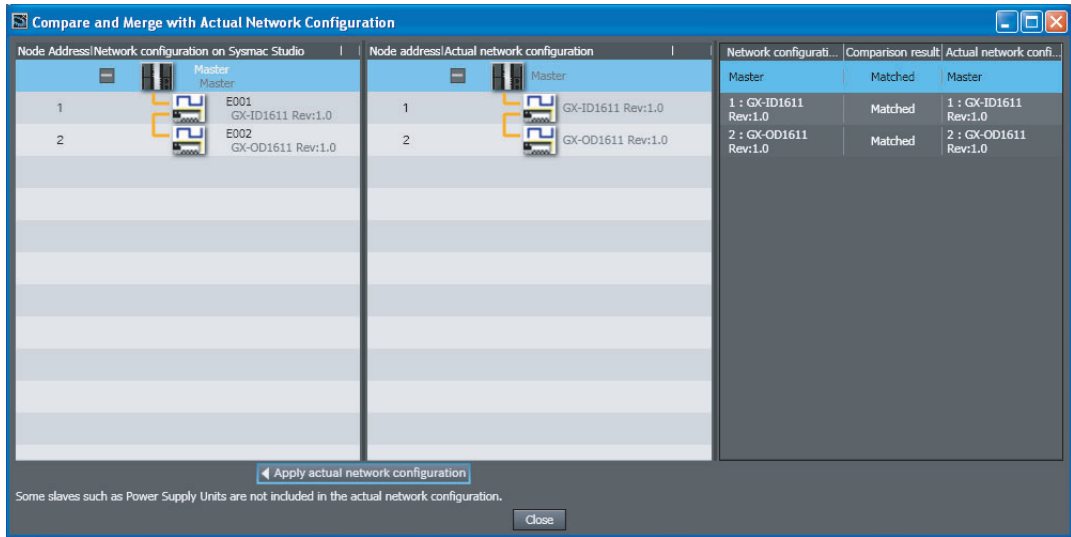 Compare and Merge with Actual Network Configuration
Node Address|Network configuration on Sysmac Studio
Master
Master
1
E001
GX-ID1611 Rev:1.0
2
E002
GX-OD1611 Rev:1.0
Node address|Actual network configuration
Master
1
GX-ID1611 Rev:1.0
2
GX-OD1611 Rev:1.0
Network configurati... Comparison result Actual network confi...
Master Matched Master
1 : GX-ID1611 Rev:1.0 Matched 1 : GX-ID1611 Rev:1.0
2 : GX-OD1611 Rev:1.0 Matched 2 : GX-OD1611 Rev:1.0
Apply actual network configuration
Some slaves such as Power Supply Units are not included in the actual network configuration.
Close